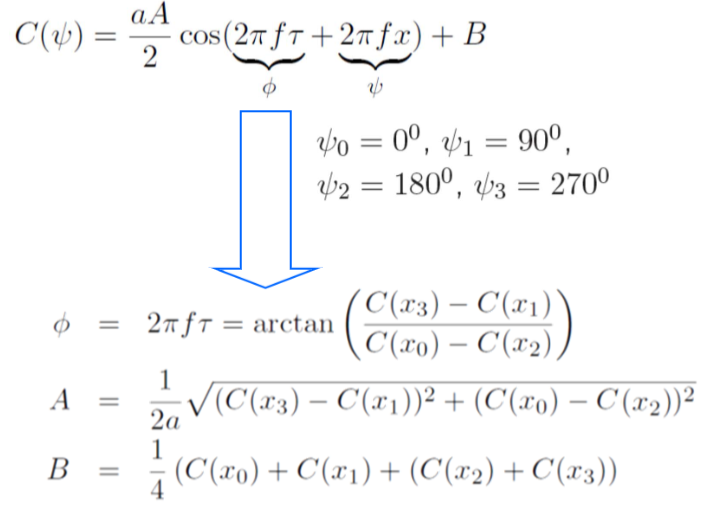 C(ψ) = aA/2 cos(2πfτ + 2πfx) + B
ϕ ψ
ψ₀ = 0⁰, ψ₁ = 90⁰,
ψ₂ = 180⁰, ψ₃ = 270⁰
ϕ = 2πfτ = arctan((C(x₃) − C(x₁))/(C(x₀) − C(x₂)))
A = 1/2a √((C(x₃) − C(x₁))² + (C(x₀) − C(x₂))²)
B = 1/4 (C(x₀) + C(x₁) + (C(x₂) + C(x₃))